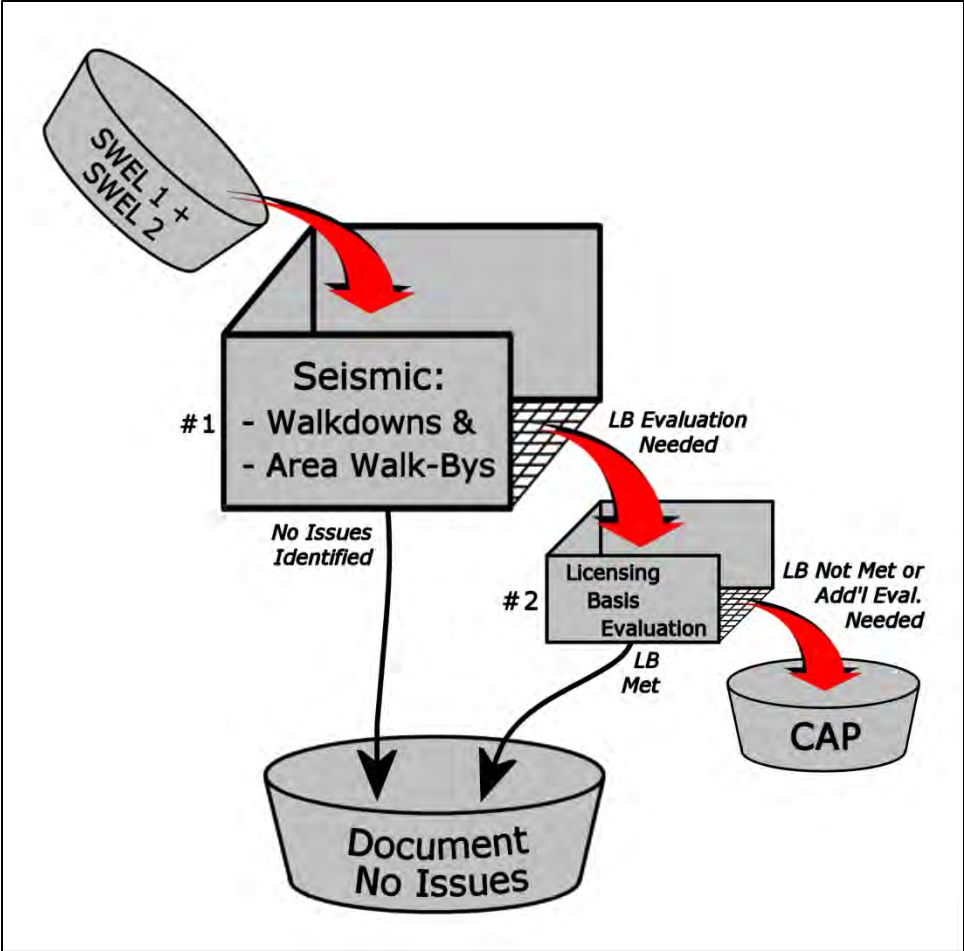 SWEL 1 +
SWEL 2
Seismic:
#1
- Walkdowns &
- Area Walk-Bys
LB Evaluation
Needed
No Issues
Identified
#2
Licensing
Basis
Evaluation
LB Not Met or
Add'l Eval.
Needed
LB
Met
CAP
Document
No Issues